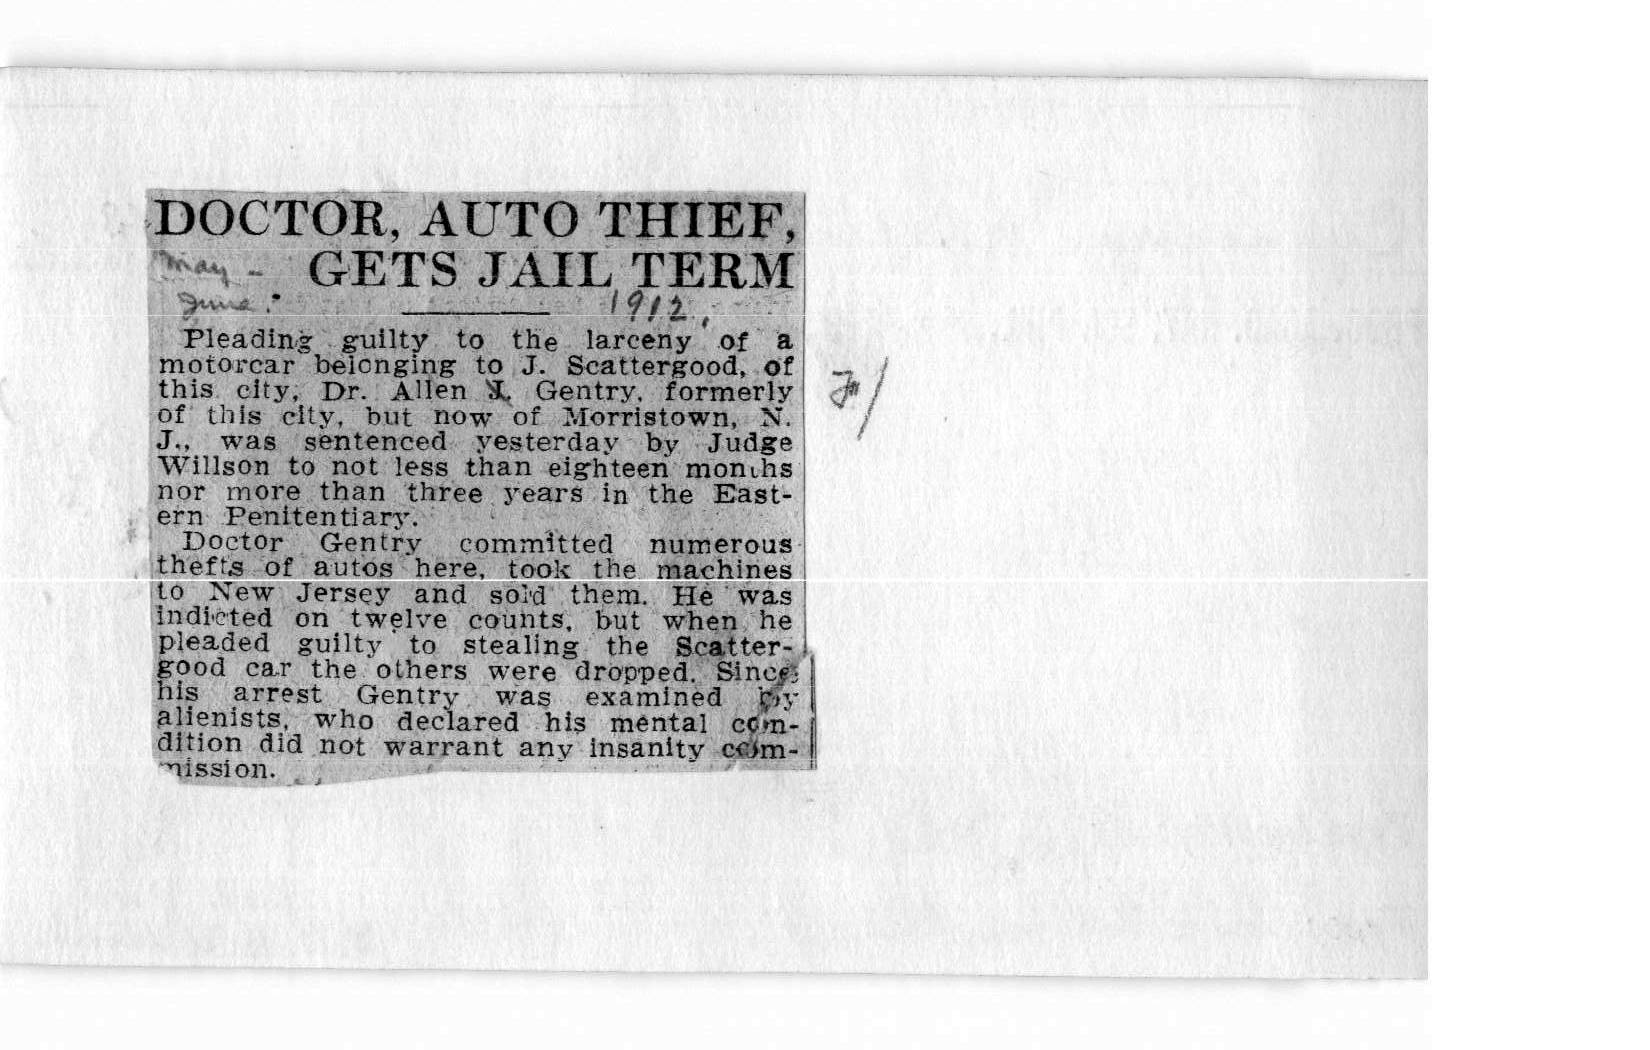 DOCTOR, AUTO THIEF,
May - GETS JAIL TERM
June: 1912.
Pleading guilty to the larceny of a
motorcar belonging to J. Scattergood, of
this city, Dr. Allen Gentry, formerly
of this city, but now of Morristown, N.
J., was sentenced yesterday by Judge
Willson to not less than eighteen months
nor more than three years in the East-
ern Penitentiary.
Doctor Gentry committed numerous
thefts of autos here, took the machines
to New Jersey and sold them. He was
indicted on twelve counts, but when he
pleaded guilty to stealing the Scatter-
good car the others were dropped. Since
his arrest Gentry was examined by
alienists, who declared his mental con-
dition did not warrant any insanity com-
mission.